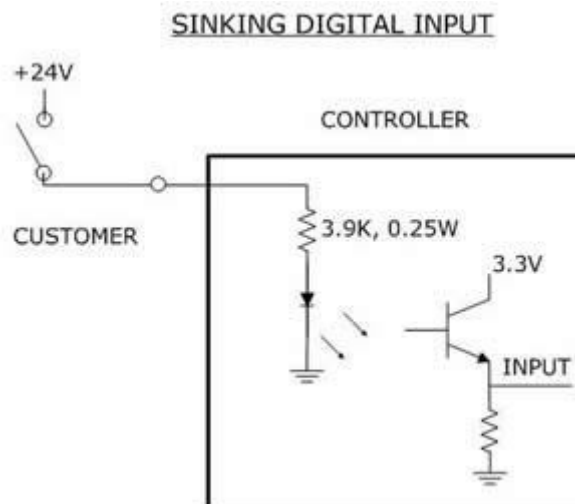 SINKING DIGITAL INPUT
+24V
CONTROLLER
3.9K, 0.25W
CUSTOMER
3.3V
INPUT